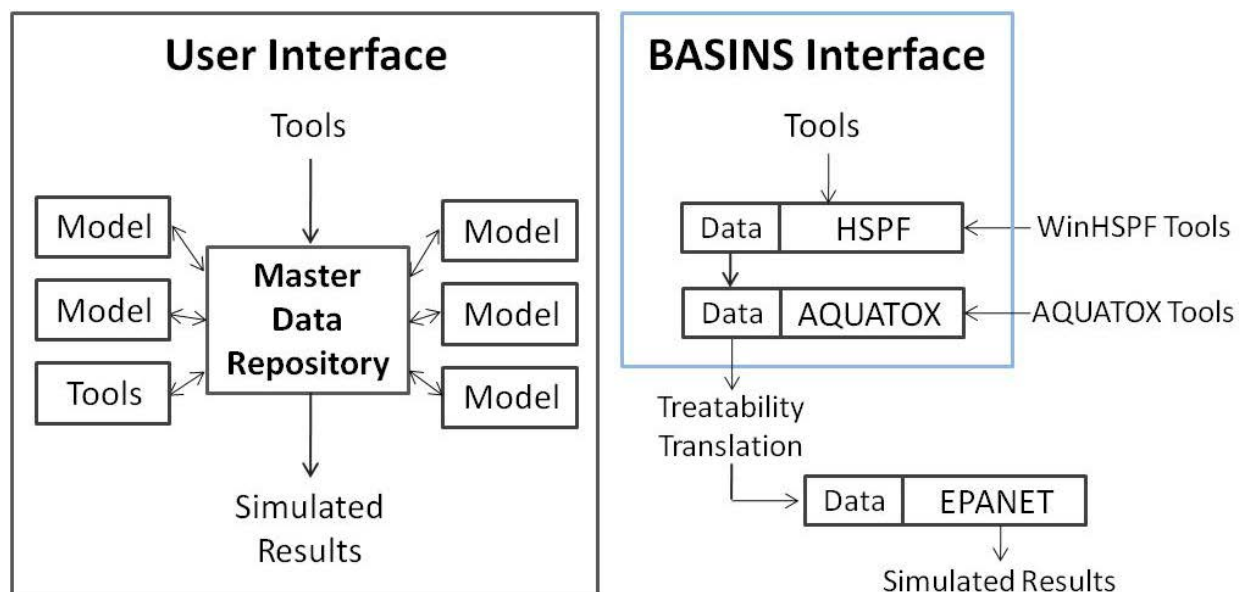 User Interface
Tools
Model
Model
Tools
Master
Data
Repository
Model
Model
Model
Simulated
Results
BASINS Interface
Tools
Data HSPF
WinHSPF Tools
Data AQUATOX
AQUATOX Tools
Treatability
Translation
Data EPANET
Simulated Results